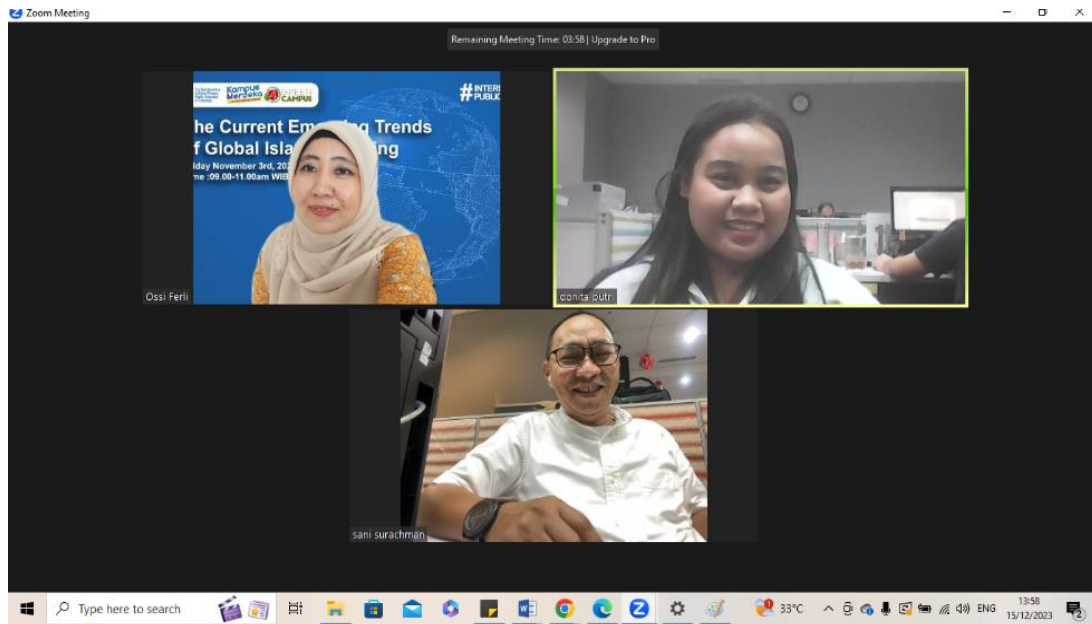 Zoom Meeting
Remaining Meeting Time: 03:58 | Upgrade to Pro
Kampus
Merdeka
CAMPUS
#INTER
PUBLIC
he Current Em ng Trends
f Global Isla ing
iday November 3rd, 202
me :09.00-11.00am WIB
Ossi Ferli
donita putri
sani surachman
Type here to search
33°C
ENG
13:58
15/12/2023
2